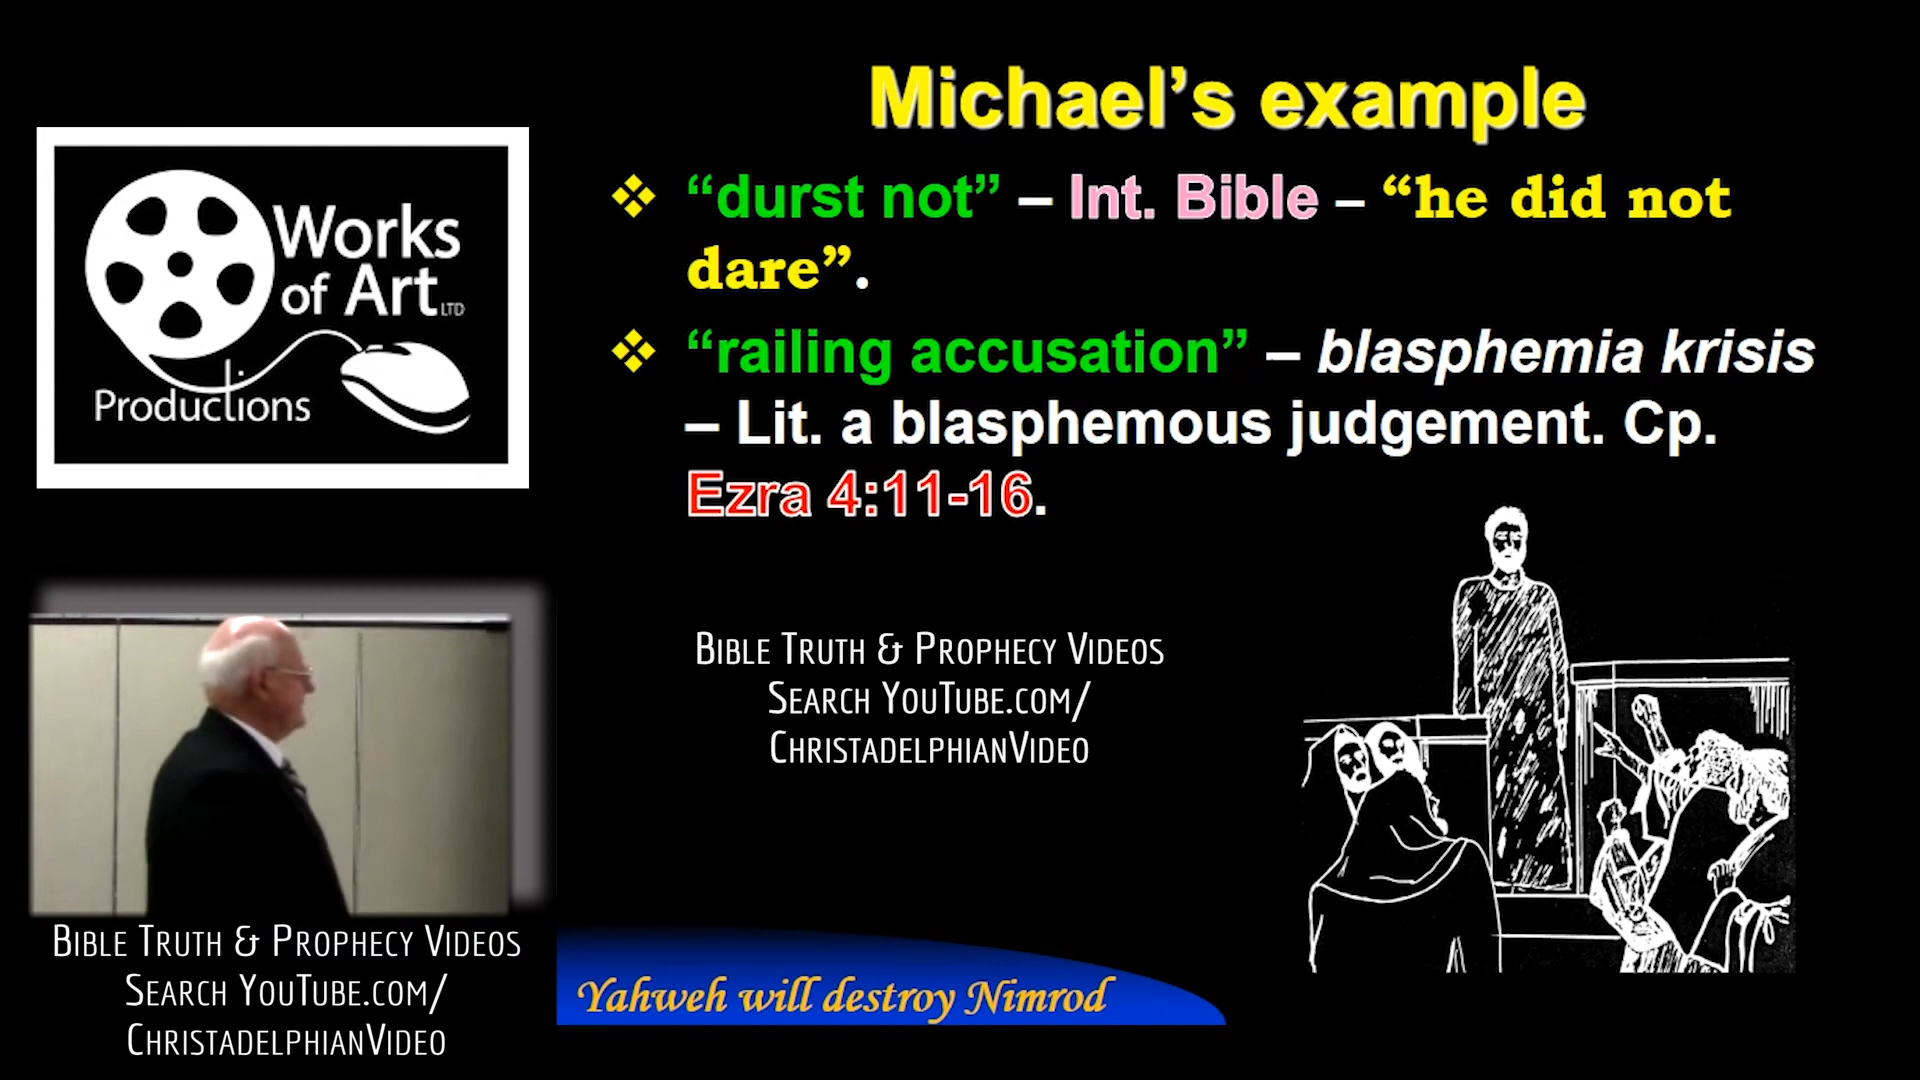 Michael’s example
❖ “durst not” – Int. Bible – “he did not
dare”.
❖ “railing accusation” – blasphemia krisis
– Lit. a blasphemous judgement. Cp.
Ezra 4:11-16.
Works
of Art LTD
Productions
Bible Truth & Prophecy Videos
Search YouTube.com/
ChristadelphianVideo
Bible Truth & Prophecy Videos
Search YouTube.com/
ChristadelphianVideo
Yahweh will destroy Nimrod